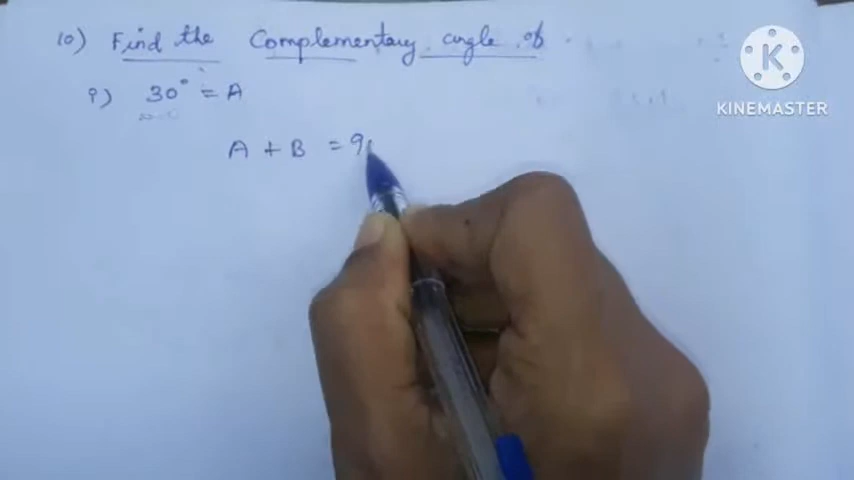 10) Find the Complementary angle of
i) 30° = A
A + B = 9
KINEMASTER